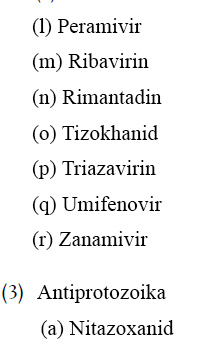 (l) Peramivir
(m) Ribavirin
(n) Rimantadin
(o) Tizokhanid
(p) Triazavirin
(q) Umifenovir
(r) Zanamivir
(3) Antiprotozoika
(a) Nitazoxanid